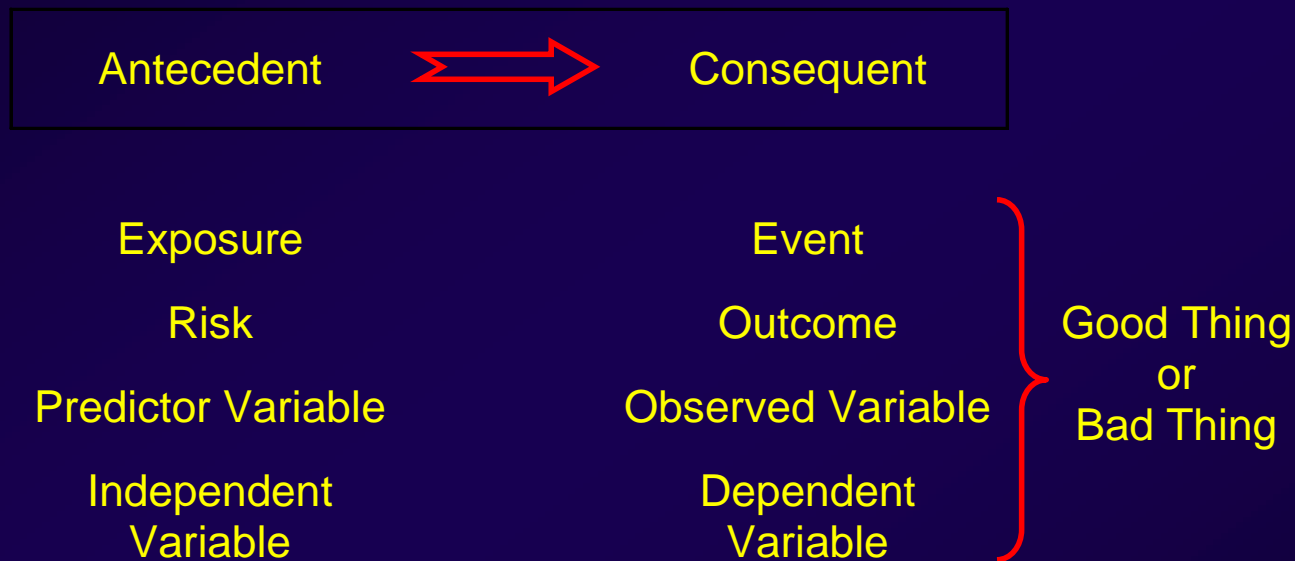 Antecedent Consequent
Exposure Event
Risk Outcome Good Thing
or
Predictor Variable Observed Variable Bad Thing
Independent Dependent
Variable Variable